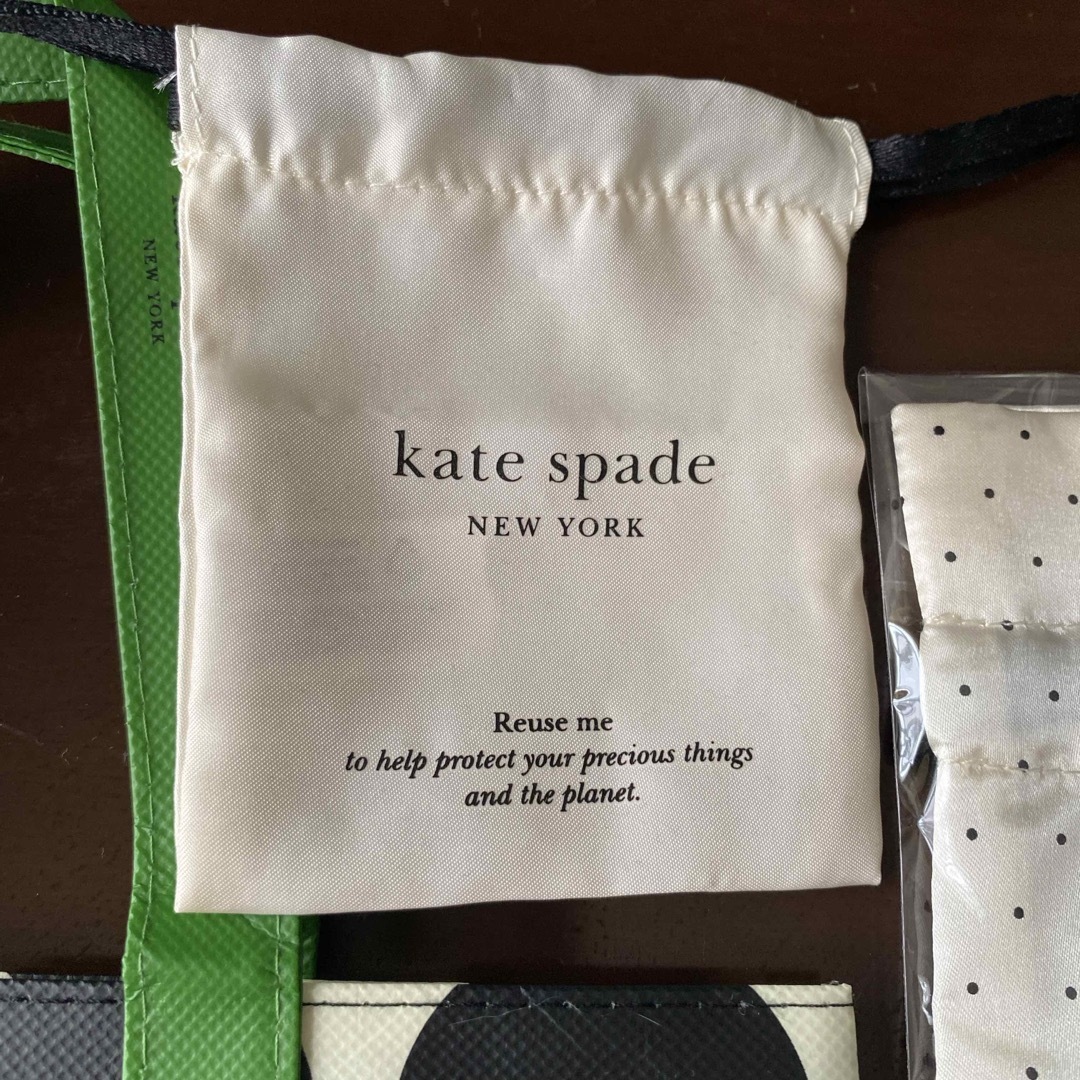 kate spade
NEW YORK
Reuse me
to help protect your precious things
and the planet.
NEW YORK